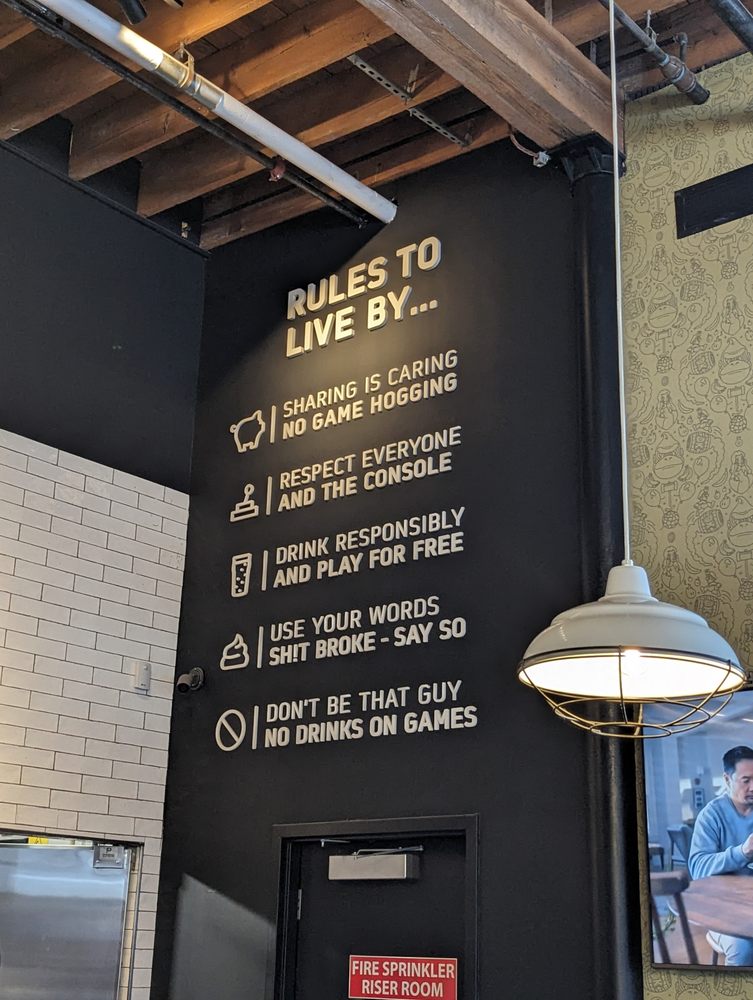 RULES TO
LIVE BY...
SHARING IS CARING
NO GAME HOGGING
RESPECT EVERYONE
AND THE CONSOLE
DRINK RESPONSIBLY
AND PLAY FOR FREE
USE YOUR WORDS
SH!T BROKE - SAY SO
DON'T BE THAT GUY
NO DRINKS ON GAMES
FIRE SPRINKLER
RISER ROOM